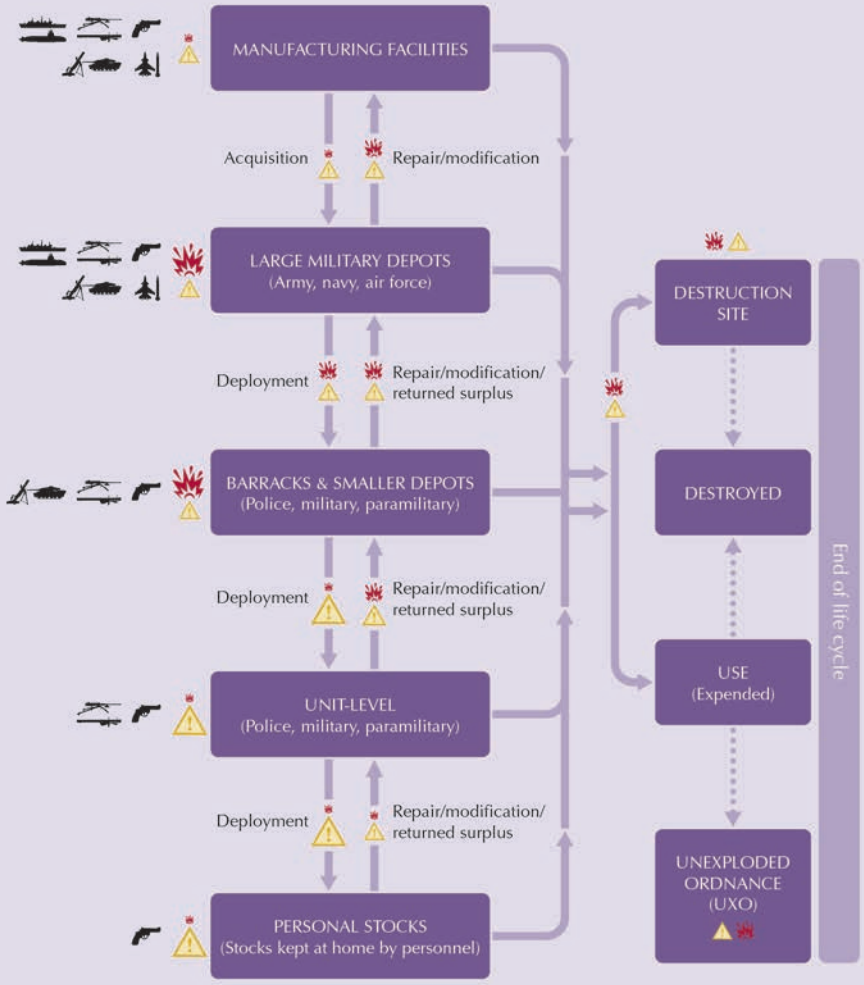 MANUFACTURING FACILITIES
Acquisition
Repair/modification
LARGE MILITARY DEPOTS
(Army, navy, air force)
Deployment
Repair/modification/
returned surplus
BARRACKS & SMALLER DEPOTS
(Police, military, paramilitary)
Deployment
Repair/modification/
returned surplus
UNIT-LEVEL
(Police, military, paramilitary)
Deployment
Repair/modification/
returned surplus
PERSONAL STOCKS
(Stocks kept at home by personnel)
DESTRUCTION
SITE
DESTROYED
USE
(Expended)
UNEXPLODED
ORDNANCE
(UXO)
End of life cycle